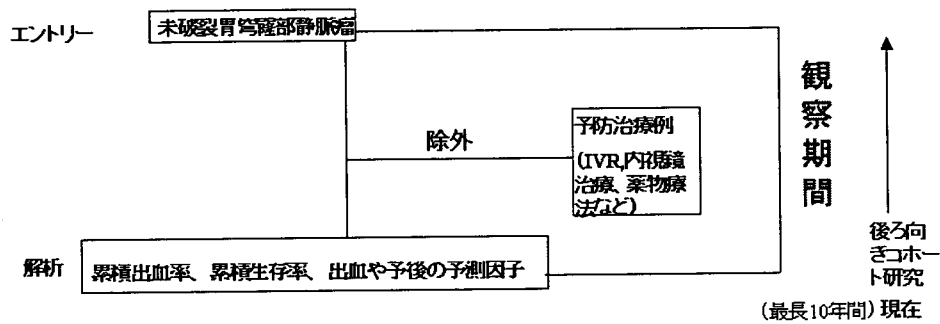 エントリー
未破裂胃穹窿部静脈瘤
観察期間
除外
予防治療例
(IVR,内視鏡
治療、薬物療
法など)
後ろ向
きコホー
ト研究
解析
累積出血率、累積生存率、出血や予後の予測因子
(最長10年間) 現在